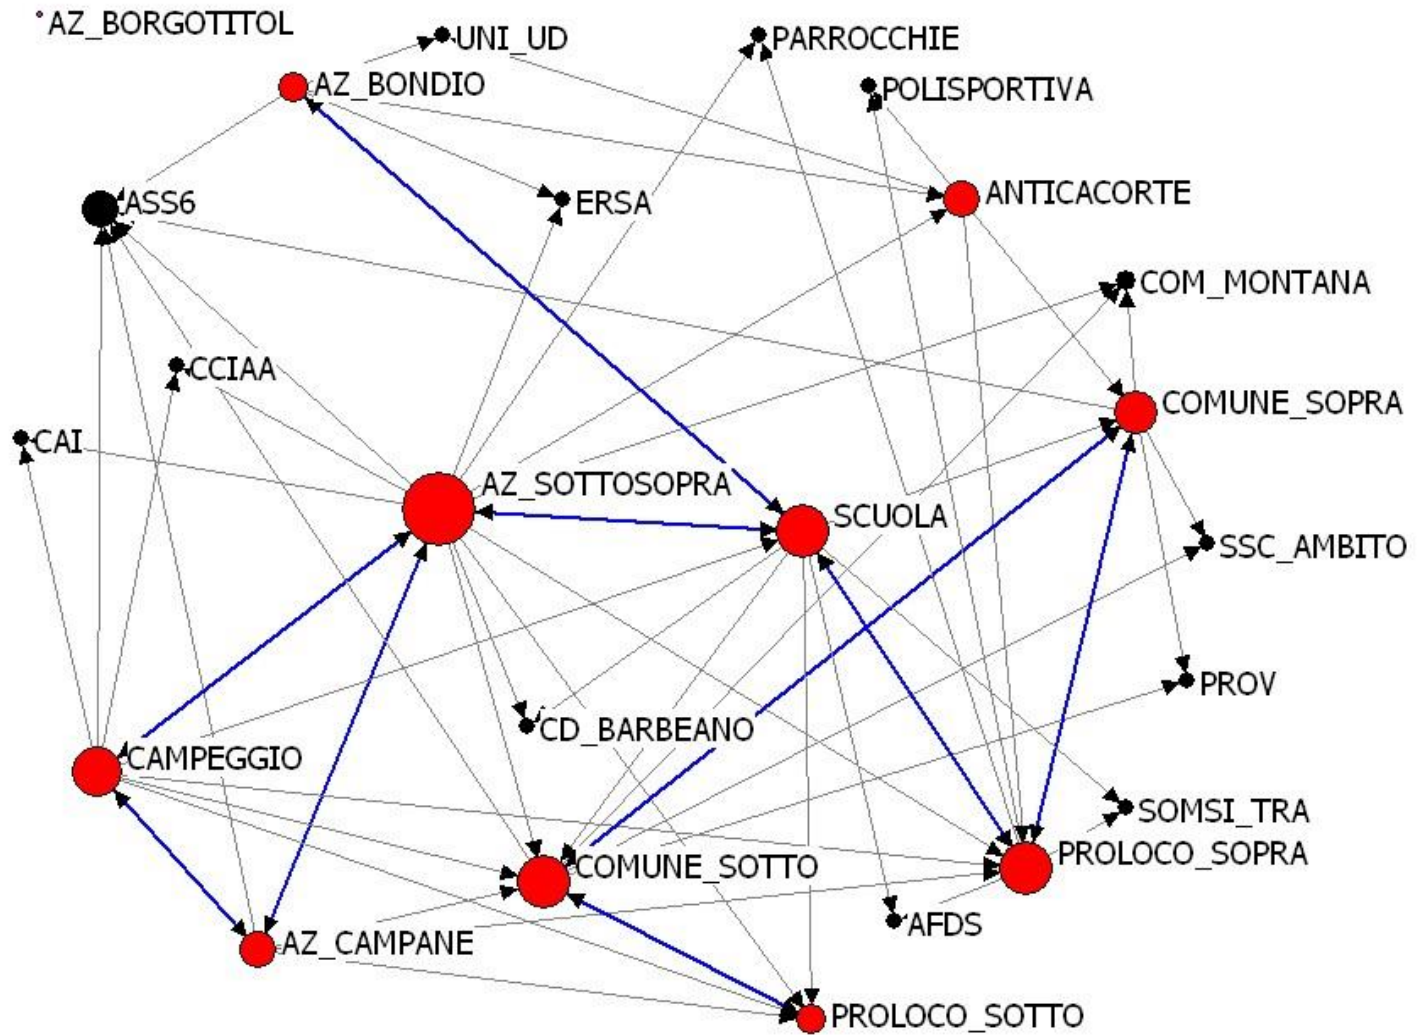 AZ_BORGOTITOL
UNI_UD
PARROCCHIE
AZ_BONDIO
POLISPORTIVA
ASS6
ERSA
ANTICACORTE
COM_MONTANA
CCIAA
COMUNE_SOPRA
CAI
AZ_SOTTOSOPRA
SCUOLA
SSC_AMBITO
PROV
CD_BARBEANO
CAMPEGGIO
SOMSI_TRA
COMUNE_SOTTO
PROLOCO_SOPRA
AFDS
AZ_CAMPANE
PROLOCO_SOTTO